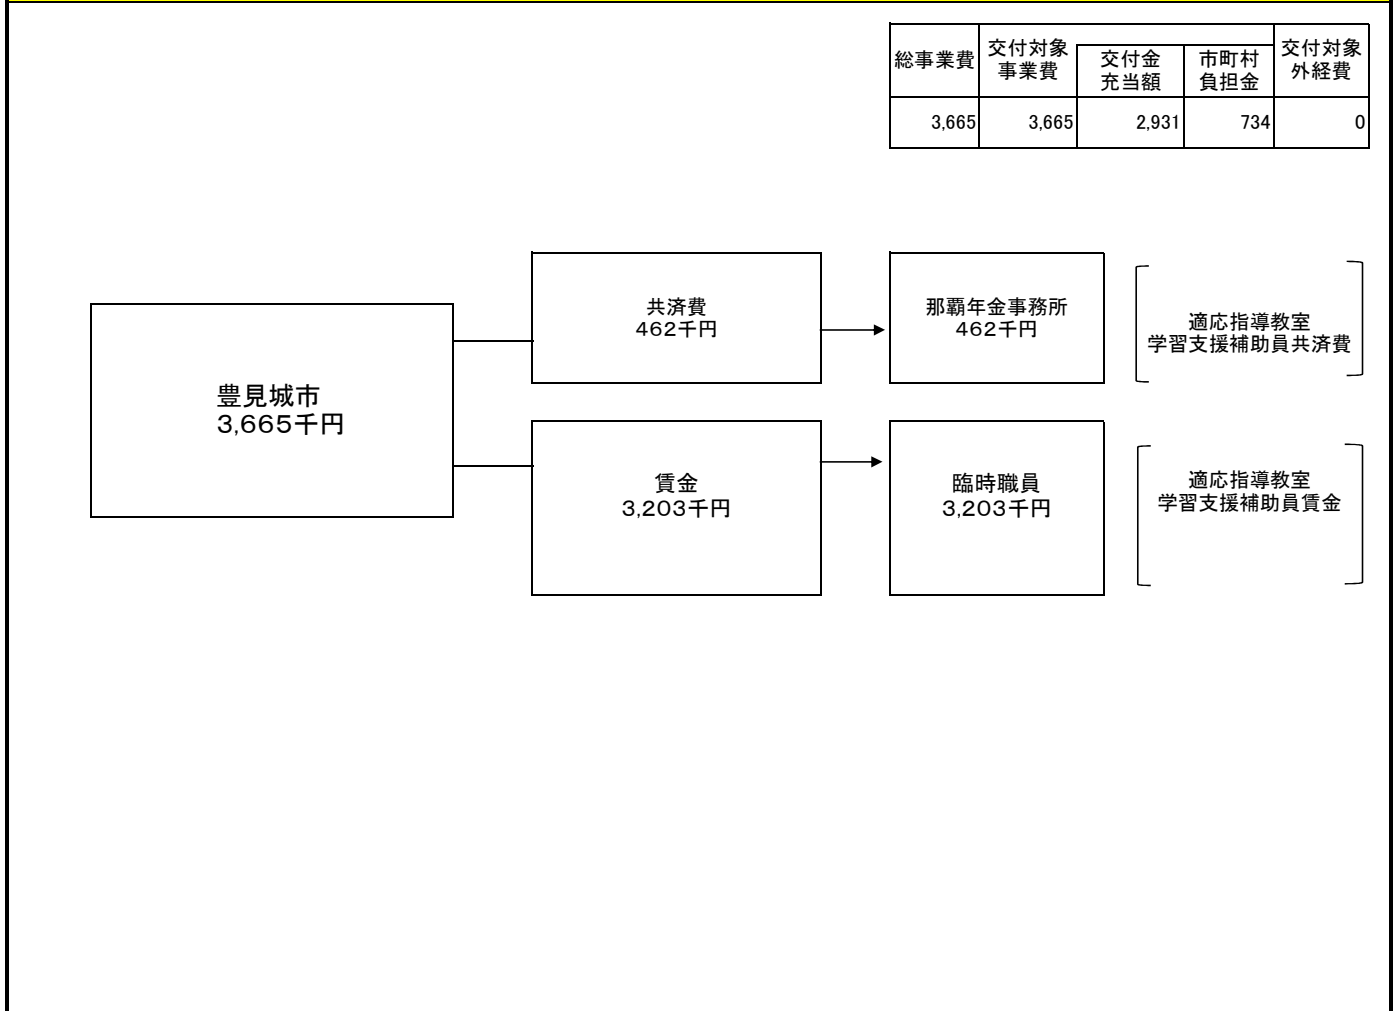 総事業費
交付対象
事業費
交付金
充当額
市町村
負担金
交付対象
外経費
3,665 3,665 2,931 734 0
豊見城市
3,665千円
共済費
462千円
那覇年金事務所
462千円
適応指導教室
学習支援補助員共済費
賃金
3,203千円
臨時職員
3,203千円
適応指導教室
学習支援補助員賃金